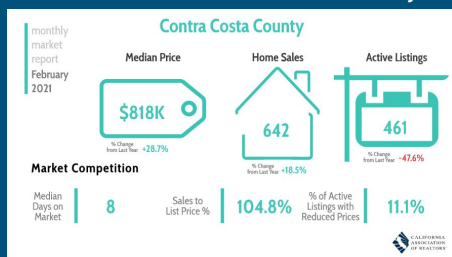 monthly
market
report
February
2021
Contra Costa County
Median Price
Home Sales
Active Listings
$818K
642
461
% Change
from Last Year +28.7%
% Change
from Last Year +18.5%
% Change
from Last Year -47.6%
Market Competition
Median
Days on
Market
8
Sales to
List Price %
104.8%
% of Active
Listings with
Reduced Prices
11.1%
CALIFORNIA
ASSOCIATION
OF REALTORS